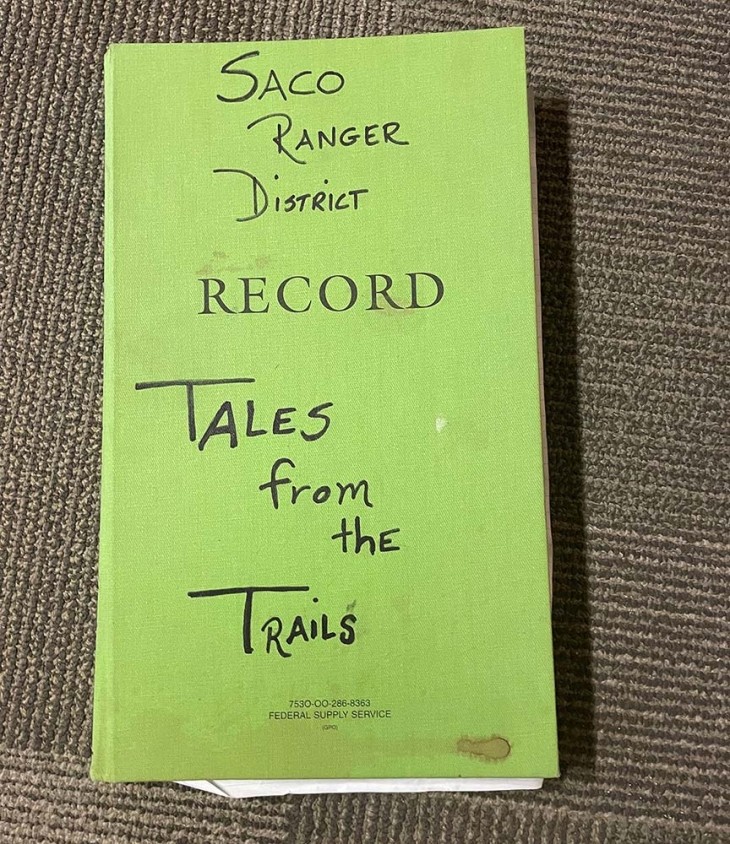 SACO
RANGER
DISTRICT
RECORD
TALES
from
thE
TRAiLS
7530-00-286-8363
FEDERAL SUPPLY SERVICE
(GPO)